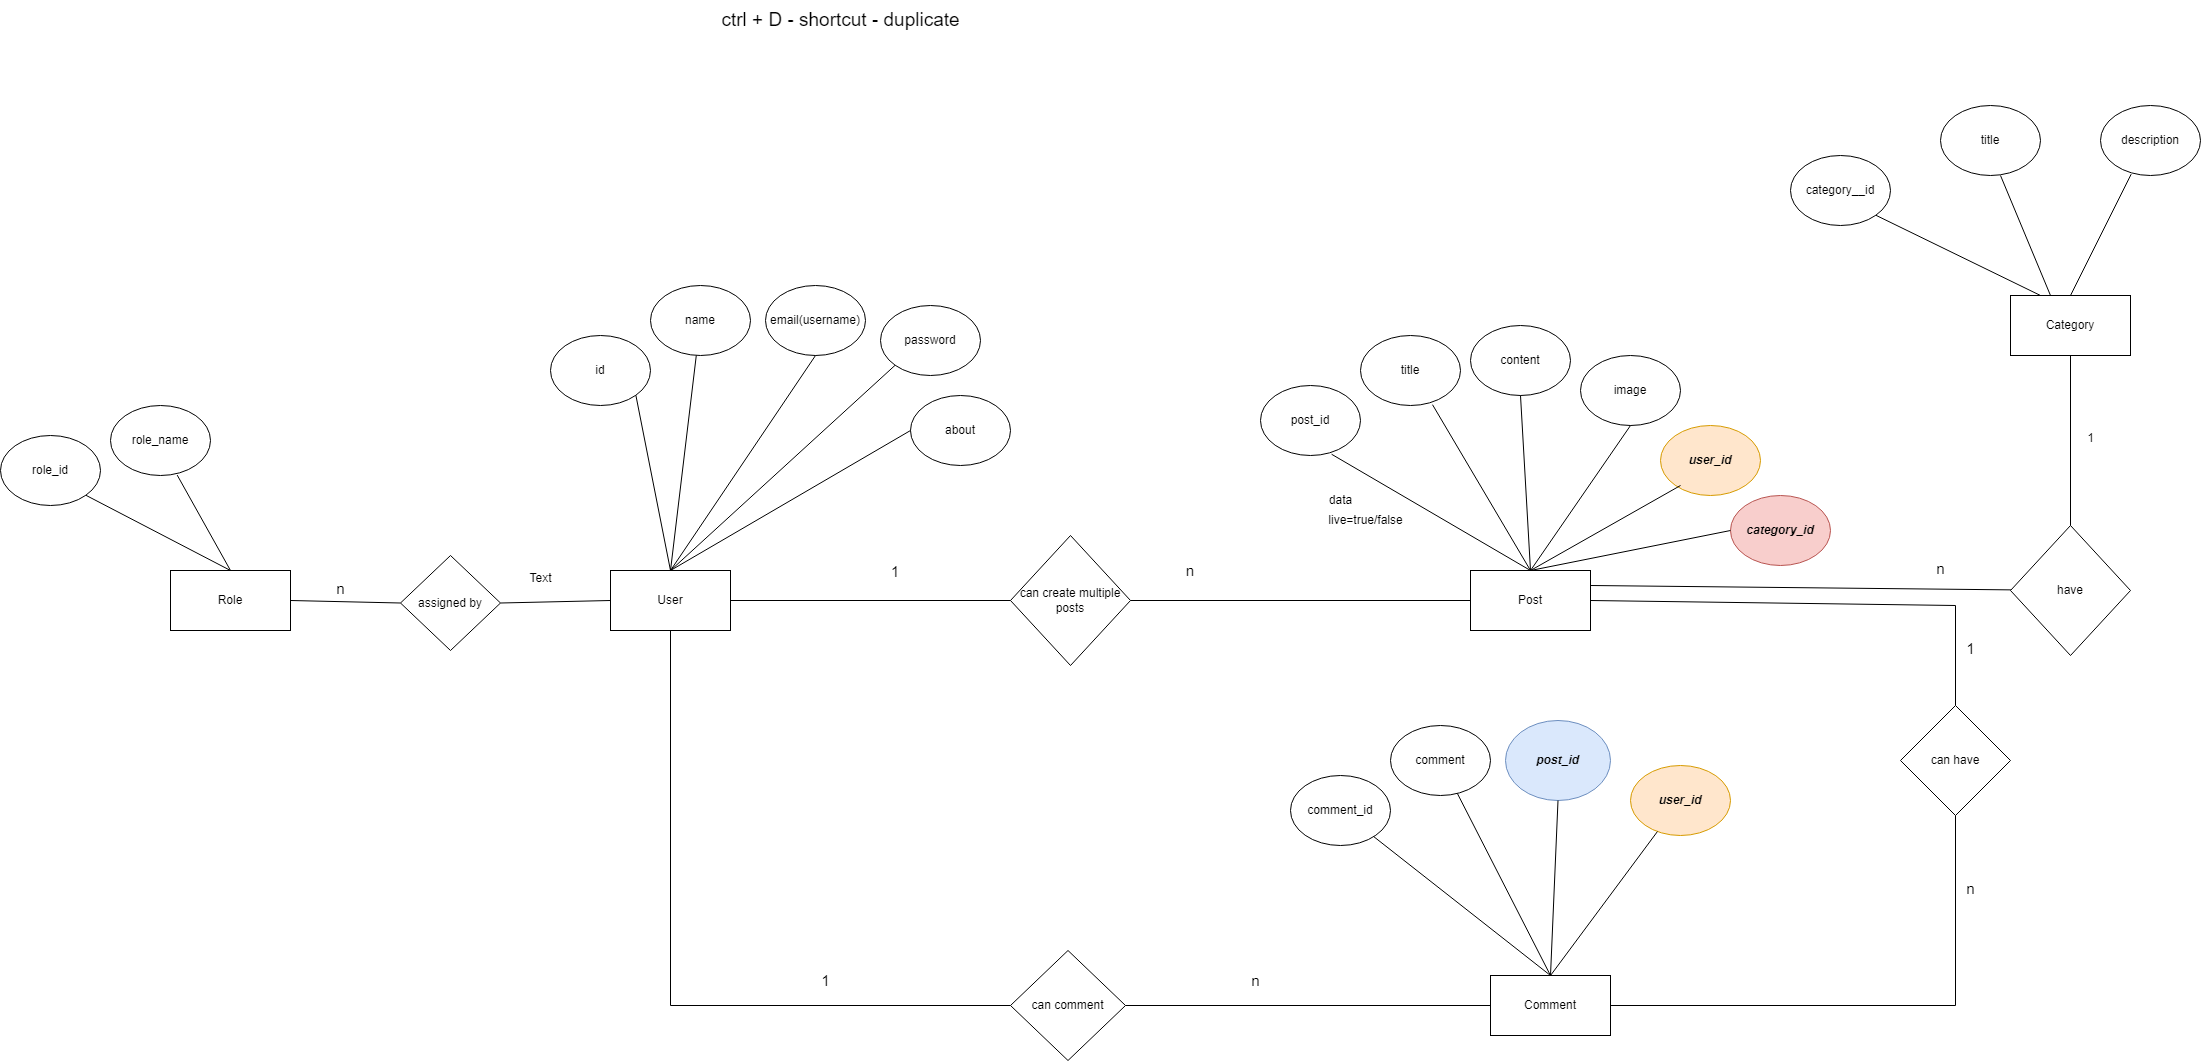 ctrl + D - shortcut - duplicate
title
description
category__id
name
email(username)
password
Category
id
title
content
image
about
post_id
role_name
1
role_id
user_id
data
live=true/false
category_id
n
Text
1
n
n
Role
assigned by
User
can create multiple
posts
Post
have
1
comment
post_id
can have
comment_id
user_id
n
1
n
can comment
Comment